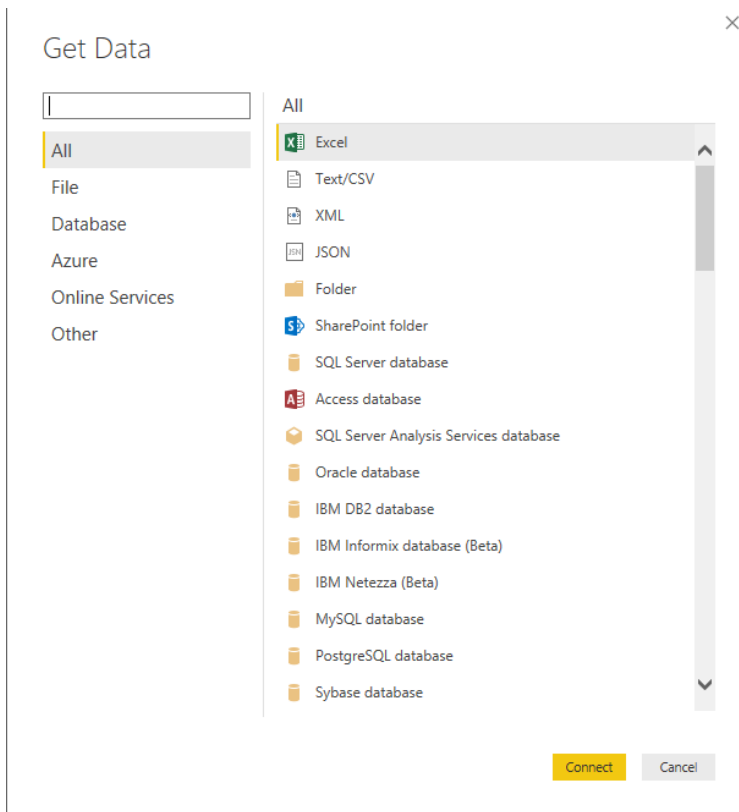 Get Data
All
File
Database
Azure
Online Services
Other
All
Excel
Text/CSV
XML
JSN JSON
Folder
SharePoint folder
SQL Server database
Access database
SQL Server Analysis Services database
Oracle database
IBM DB2 database
IBM Informix database (Beta)
IBM Netezza (Beta)
MySQL database
PostgreSQL database
Sybase database
Connect Cancel